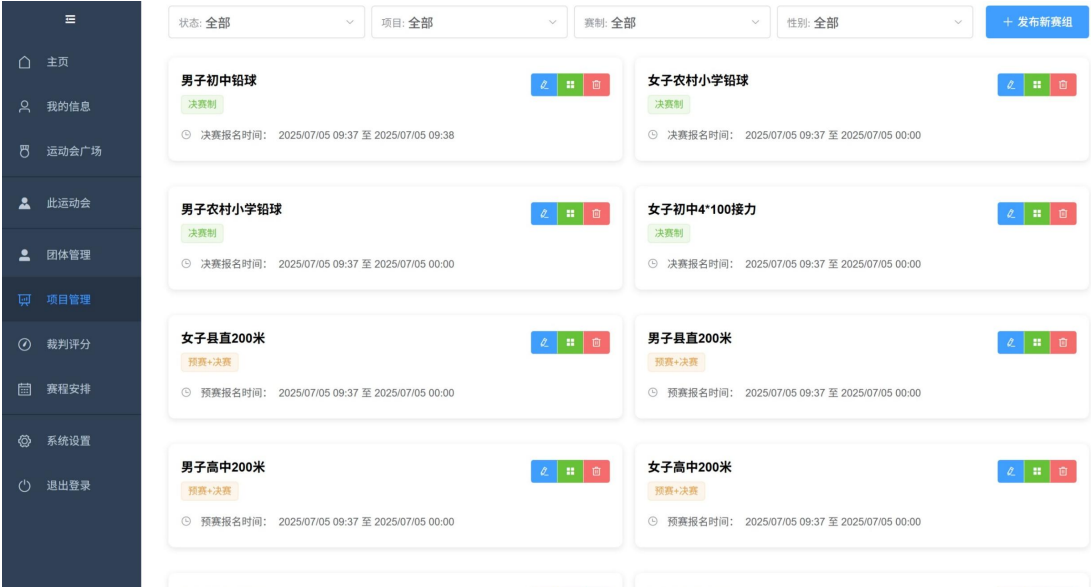 主页
我的信息
运动会广场
此运动会
团体管理
项目管理
裁判评分
赛程安排
系统设置
退出登录
状态: 全部
项目: 全部
赛制: 全部
性别: 全部
+ 发布新赛组
男子初中铅球
决赛制
决赛报名时间： 2025/07/05 09:37 至 2025/07/05 09:38
女子农村小学铅球
决赛制
决赛报名时间： 2025/07/05 09:37 至 2025/07/05 00:00
男子农村小学铅球
决赛制
决赛报名时间： 2025/07/05 09:37 至 2025/07/05 00:00
女子初中4*100接力
决赛制
决赛报名时间： 2025/07/05 09:37 至 2025/07/05 00:00
女子县直200米
预赛+决赛
预赛报名时间： 2025/07/05 09:37 至 2025/07/05 00:00
男子县直200米
预赛+决赛
预赛报名时间： 2025/07/05 09:37 至 2025/07/05 00:00
男子高中200米
预赛+决赛
预赛报名时间： 2025/07/05 09:37 至 2025/07/05 00:00
女子高中200米
预赛+决赛
预赛报名时间： 2025/07/05 09:37 至 2025/07/05 00:00